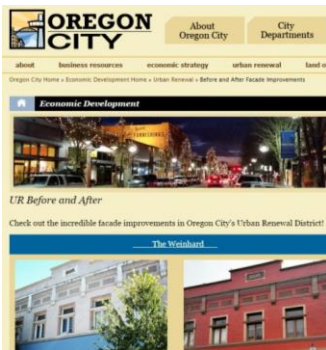 OREGON
CITY
About
Oregon City
City
Departments
about business resources economic strategy urban renewal land
Oregon City Home » Economic Development Home » Urban Renewal » Before and After Facade Improvements
Economic Development
UR Before and After
Check out the incredible facade improvements in Oregon City's Urban Renewal District!
The Weinhard